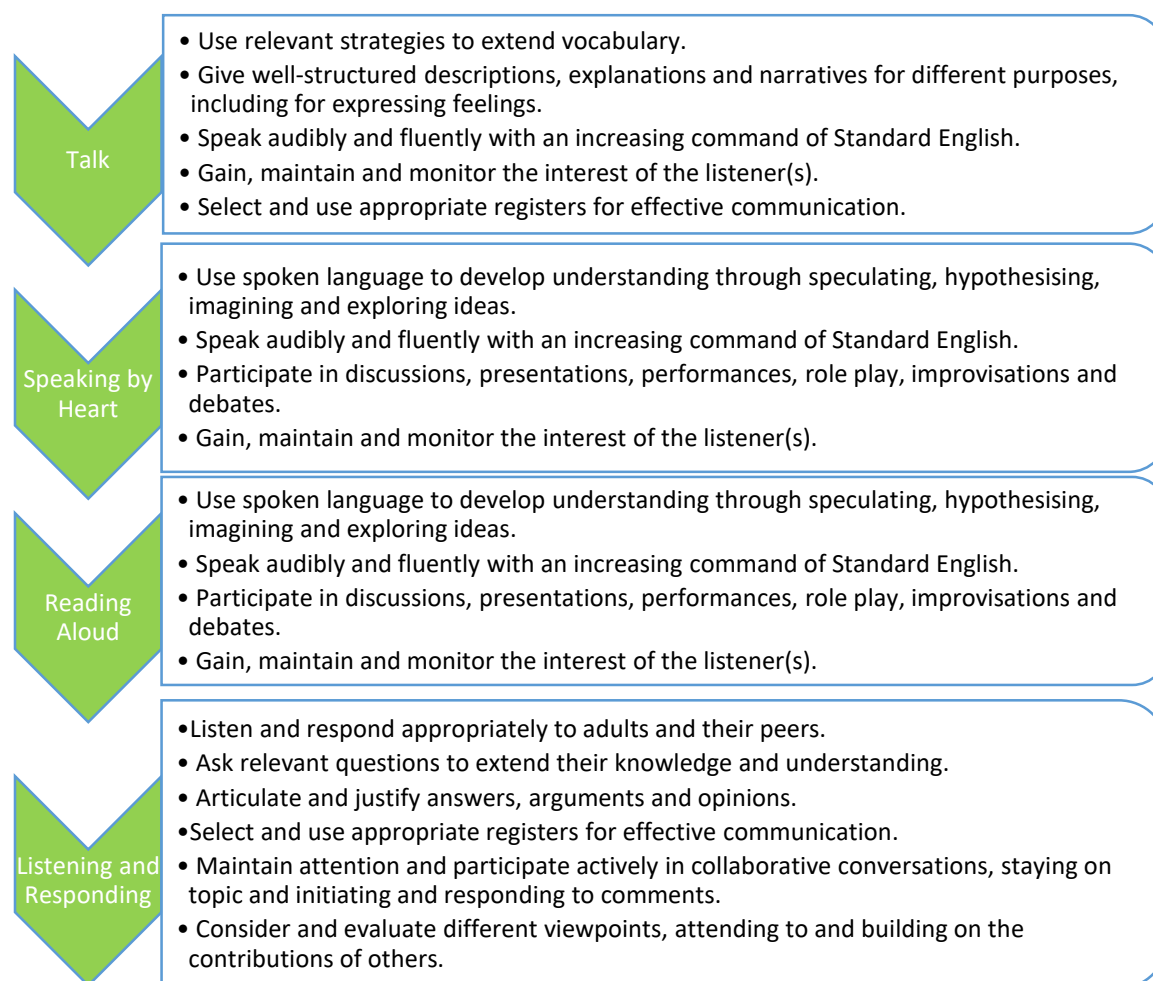 Talk
• Use relevant strategies to extend vocabulary.
• Give well-structured descriptions, explanations and narratives for different purposes,
including for expressing feelings.
• Speak audibly and fluently with an increasing command of Standard English.
• Gain, maintain and monitor the interest of the listener(s).
• Select and use appropriate registers for effective communication.
Speaking by
Heart
• Use spoken language to develop understanding through speculating, hypothesising,
imagining and exploring ideas.
• Speak audibly and fluently with an increasing command of Standard English.
• Participate in discussions, presentations, performances, role play, improvisations and
debates.
• Gain, maintain and monitor the interest of the listener(s).
Reading
Aloud
• Use spoken language to develop understanding through speculating, hypothesising,
imagining and exploring ideas.
• Speak audibly and fluently with an increasing command of Standard English.
• Participate in discussions, presentations, performances, role play, improvisations and
debates.
• Gain, maintain and monitor the interest of the listener(s).
Listening and
Responding
•Listen and respond appropriately to adults and their peers.
• Ask relevant questions to extend their knowledge and understanding.
• Articulate and justify answers, arguments and opinions.
•Select and use appropriate registers for effective communication.
• Maintain attention and participate actively in collaborative conversations, staying on
topic and initiating and responding to comments.
• Consider and evaluate different viewpoints, attending to and building on the
contributions of others.